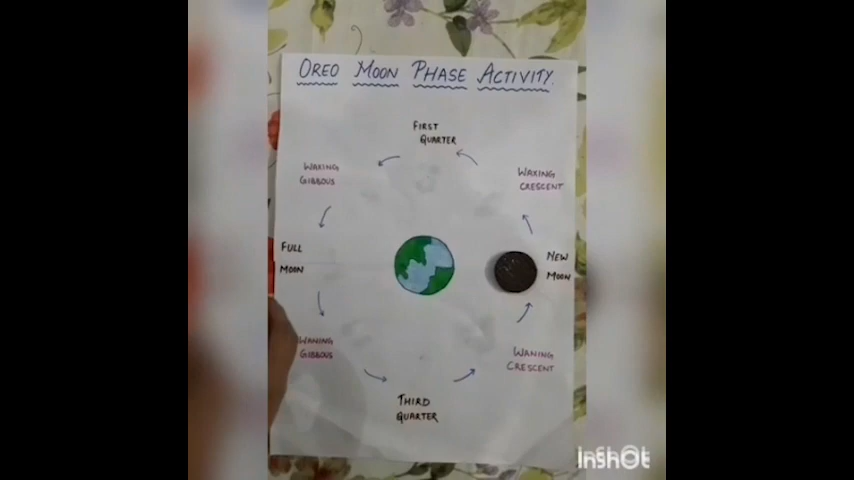 OREO MOON PHASE ACTIVITY.
FIRST
QUARTER
WAXING
GIBBOUS
WAXING
CRESCENT
FULL
MOON
NEW
MOON
WANING
GIBBOUS
WANING
CRESCENT
THIRD
QUARTER
InShOt